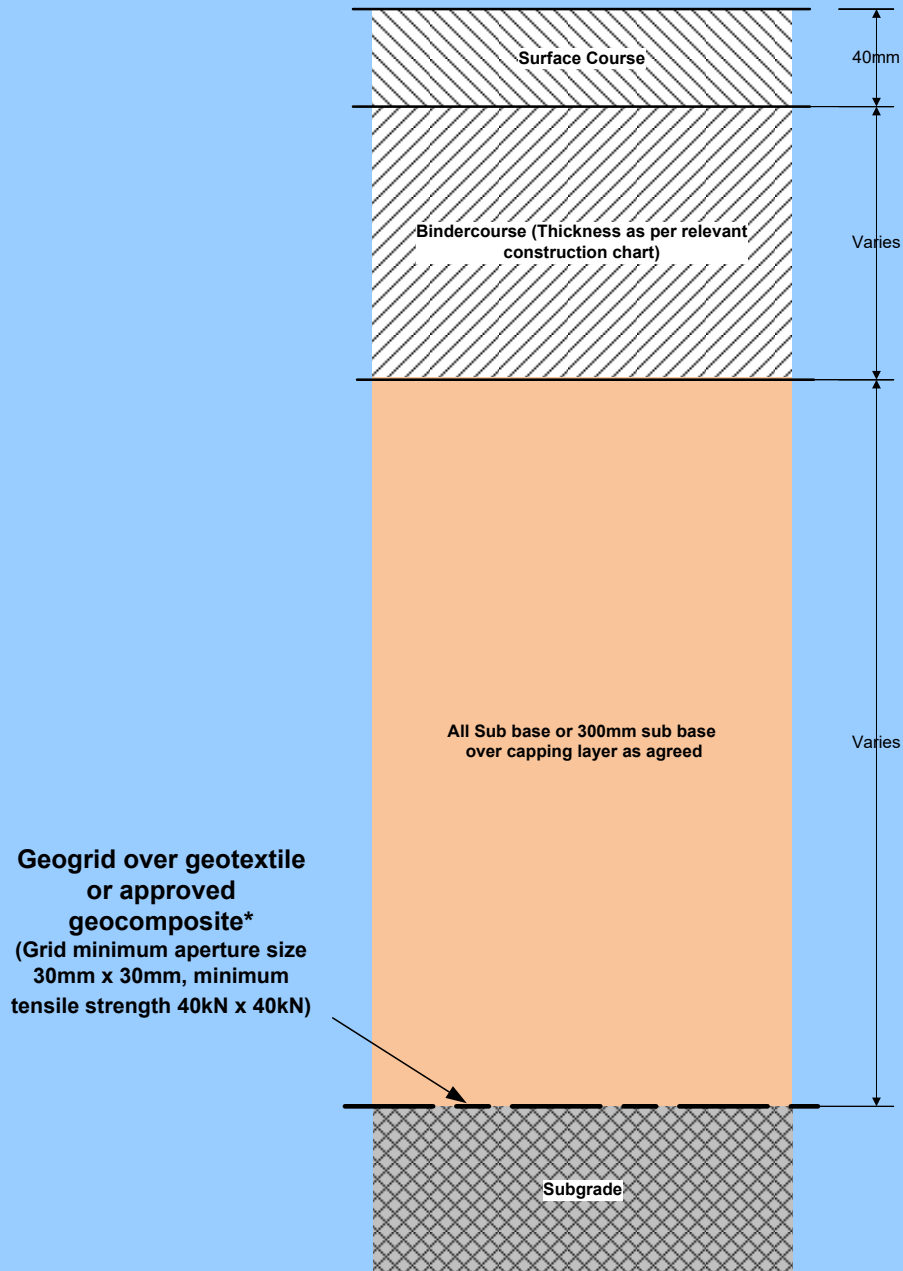 Surface Course
40mm
Bindercourse (Thickness as per relevant
construction chart)
Varies
All Sub base or 300mm sub base
over capping layer as agreed
Varies
Geogrid over geotextile
or approved
geocomposite*
(Grid minimum aperture size
30mm x 30mm, minimum
tensile strength 40kN x 40kN)
Subgrade